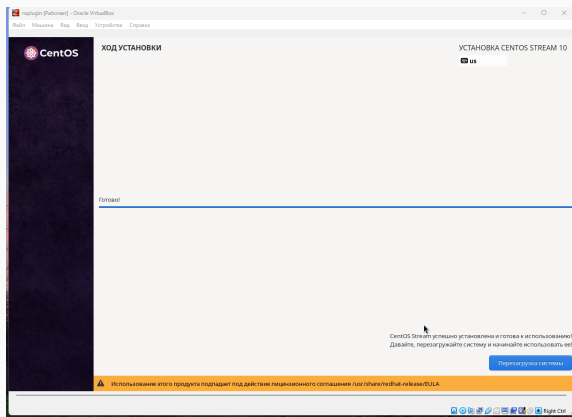 nsplugin [Работает] - Oracle VirtualBox
Файл Машина Вид Ввод Устройства Справка
CentOS
ХОД УСТАНОВКИ
УСТАНОВКА CENTOS STREAM 10
us
Готово!
CentOS Stream успешно установлена и готова к использованию!
Давайте, перезагружайте систему и начинайте использовать ее!
Перезагрузка системы
Использование этого продукта подпадает под действие лицензионного соглашения /usr/share/redhat-release/EULA
Right Ctrl